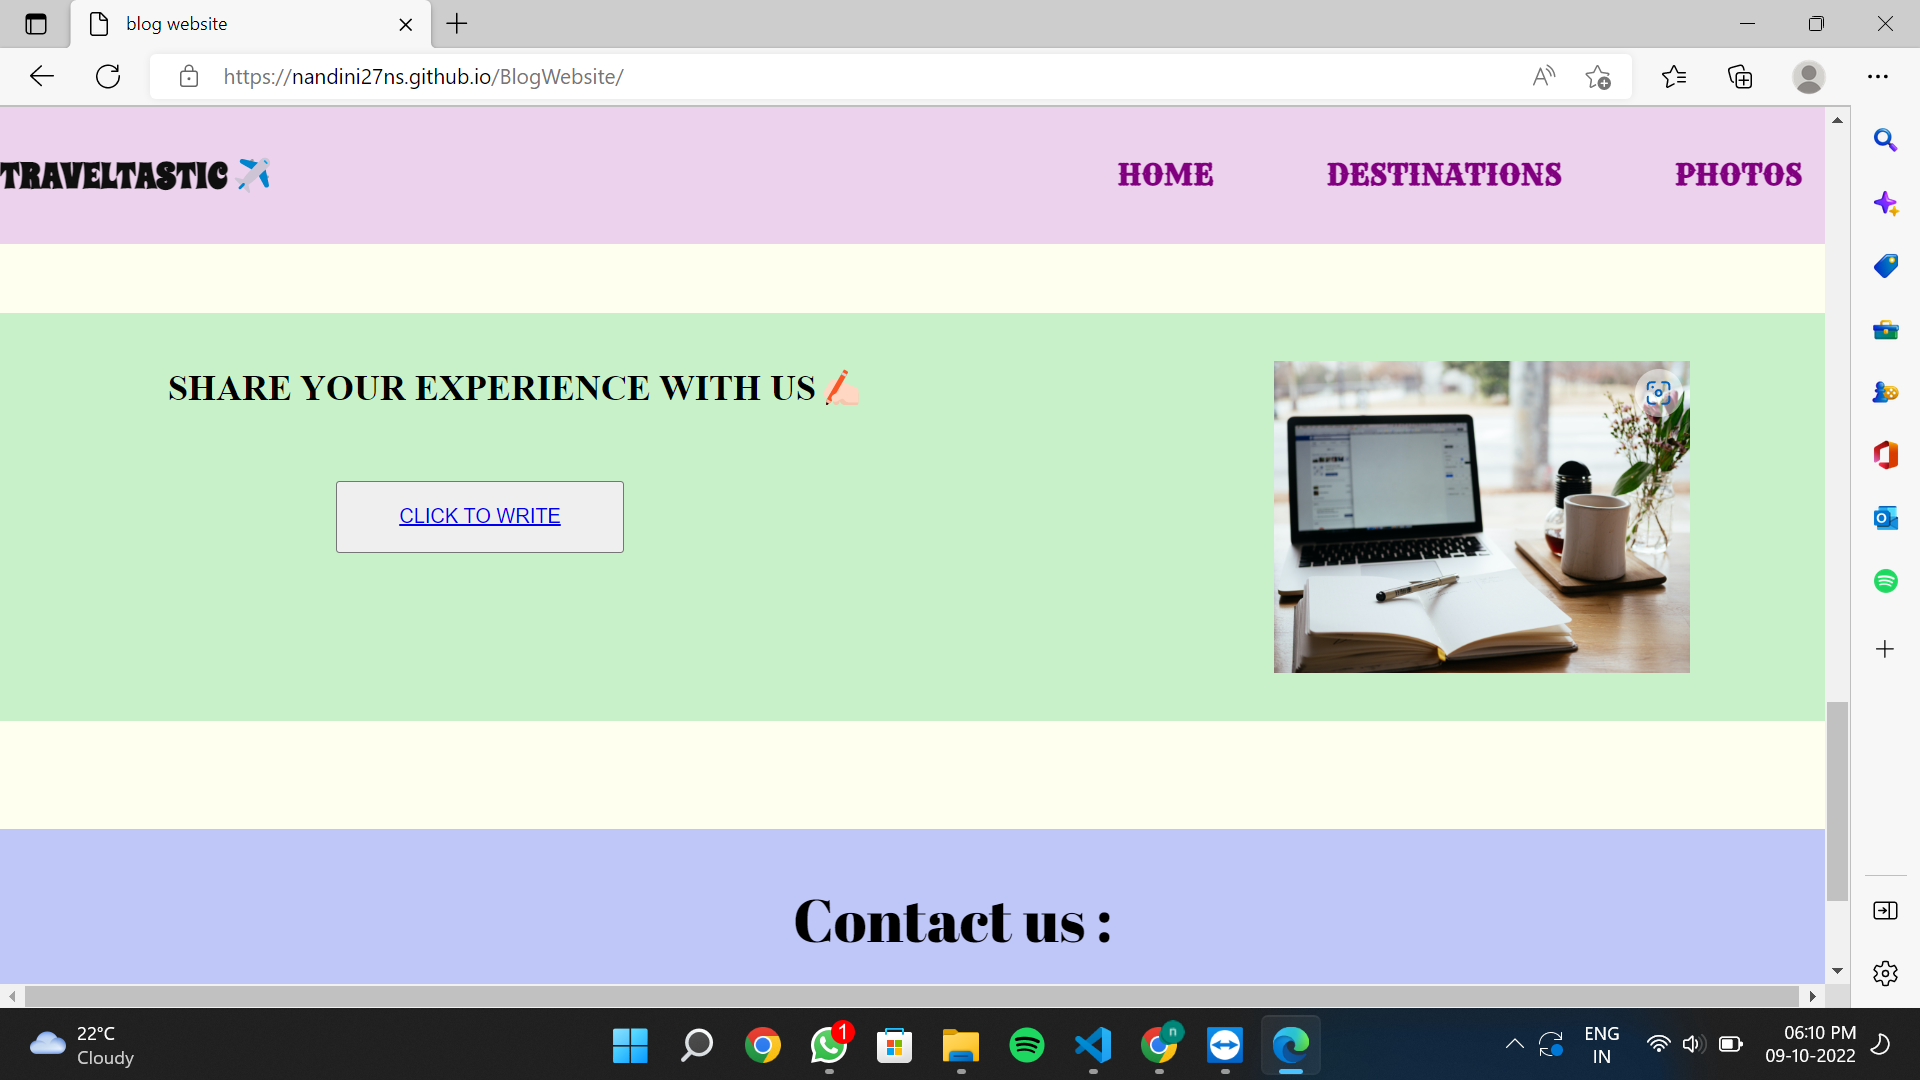 blog website
https://nandini27ns.github.io/BlogWebsite/
TRAVELTASTIC ✈️
HOME
DESTINATIONS
PHOTOS
SHARE YOUR EXPERIENCE WITH US ✍🏻
CLICK TO WRITE
Contact us :
22°C
Cloudy
1
n
ENG
IN
06:10 PM
09-10-2022